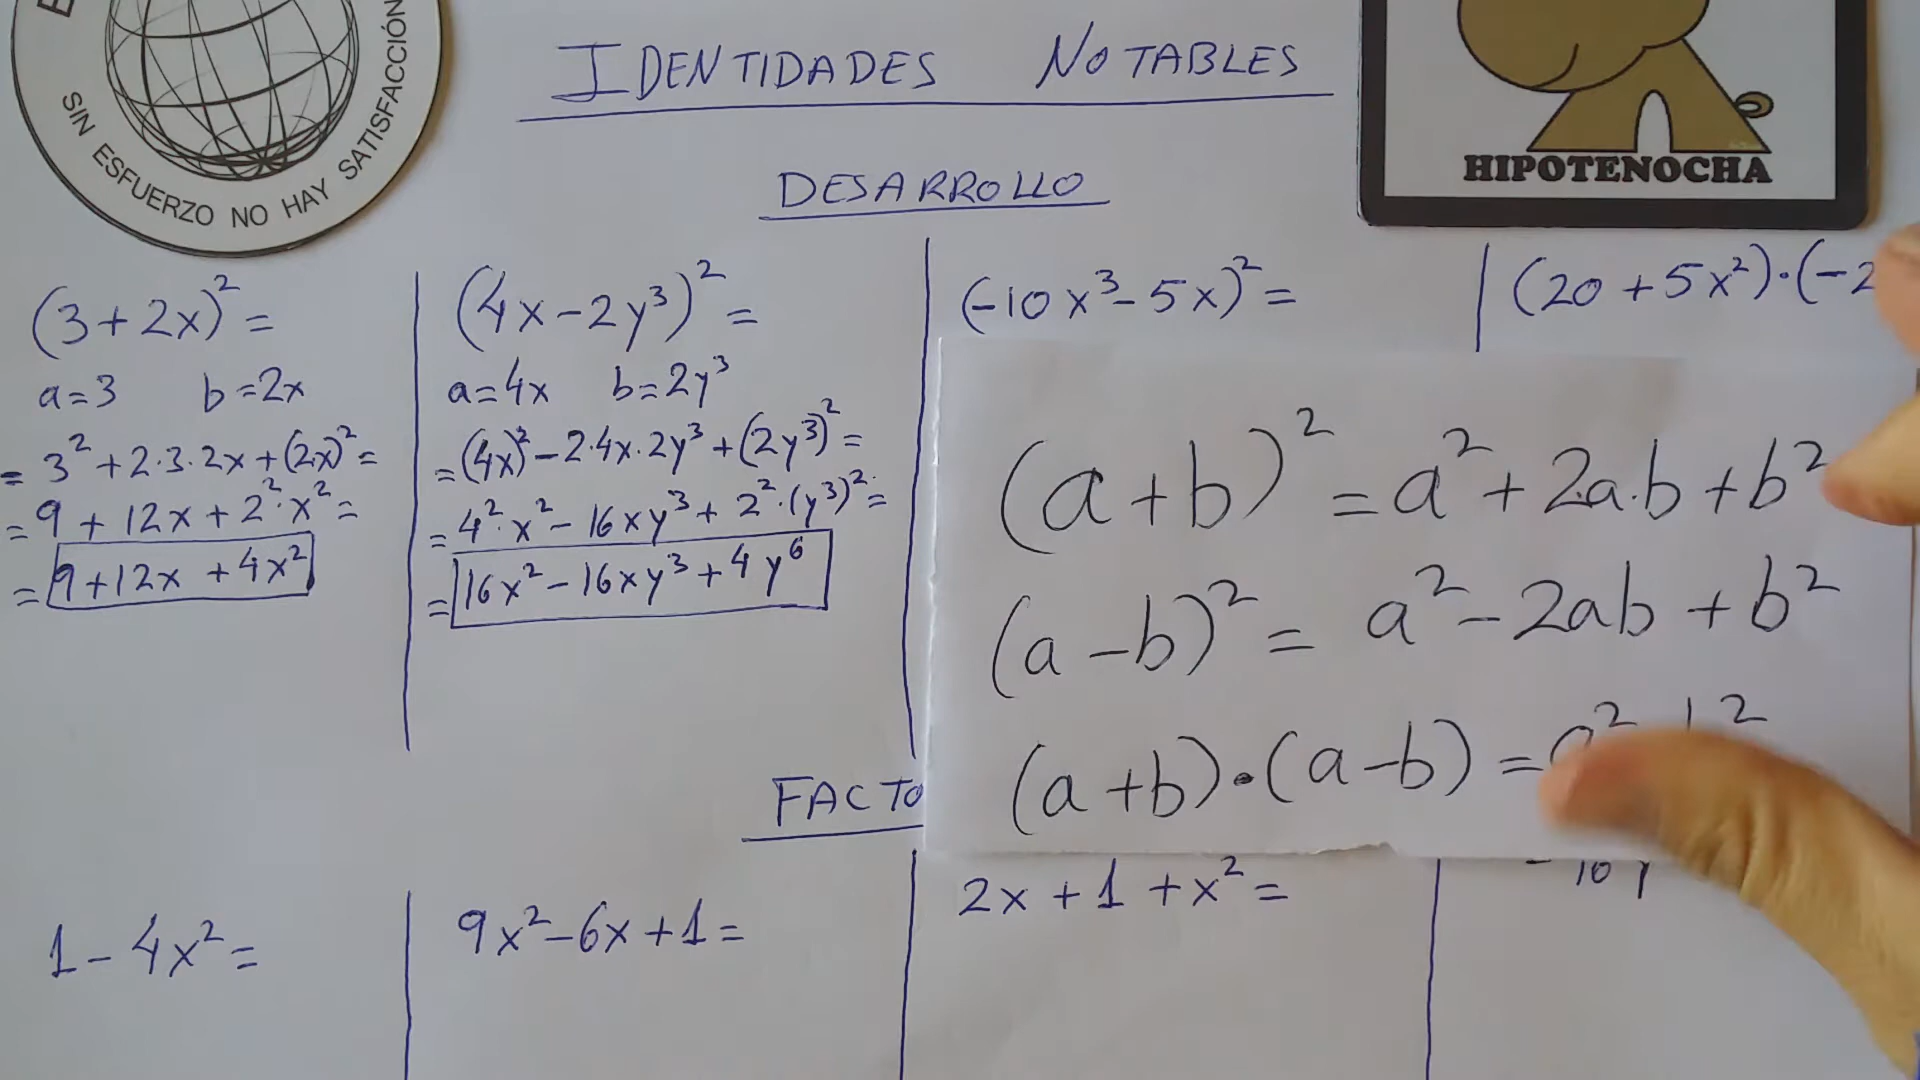 SIN ESFUERZO NO HAY SATISFACCIÓN
IDENTIDADES NOTABLES
HIPOTENOCHA
DESARROLLO
(3+2x)² =
a=3 b=2x
= 3² + 2·3·2x + (2x)² =
= 9 + 12x + 2²·x² =
= 9+12x +4x²
(4x-2y³)² =
a=4x b=2y³
= (4x)² - 2·4x·2y³ + (2y³)² =
= 4²·x² - 16xy³ + 2²·(y³)² =
= 16x² - 16xy³ + 4y⁶
(-10x³-5x)² =
(20+5x²)·(-2
(a+b)² = a² + 2a·b + b²
(a-b)² = a² - 2ab + b²
(a+b)·(a-b) =
FACTO
1-4x² =
9x²-6x+1 =
2x+1+x² =